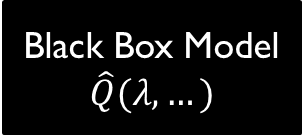 Black Box Model
Q̂(λ, … )